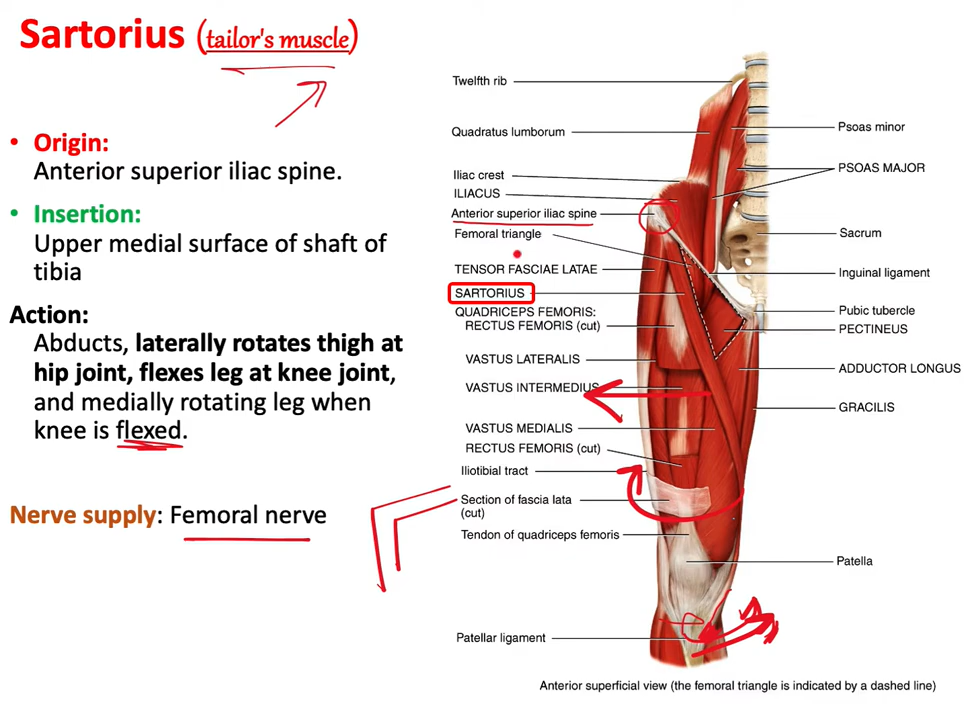 Sartorius (tailor's muscle)
• Origin:
Anterior superior iliac spine.
• Insertion:
Upper medial surface of shaft of
tibia
Action:
Abducts, laterally rotates thigh at
hip joint, flexes leg at knee joint,
and medially rotating leg when
knee is flexed.
Nerve supply: Femoral nerve
Twelfth rib
Quadratus lumborum
Iliac crest
ILIACUS
Anterior superior iliac spine
Femoral triangle
TENSOR FASCIAE LATAE
SARTORIUS
QUADRICEPS FEMORIS:
RECTUS FEMORIS (cut)
VASTUS LATERALIS
VASTUS INTERMEDIUS
VASTUS MEDIALIS
RECTUS FEMORIS (cut)
Iliotibial tract
Section of fascia lata
(cut)
Tendon of quadriceps femoris
Patellar ligament
Psoas minor
PSOAS MAJOR
Sacrum
Inguinal ligament
Pubic tubercle
PECTINEUS
ADDUCTOR LONGUS
GRACILIS
Patella
Anterior superficial view (the femoral triangle is indicated by a dashed line)